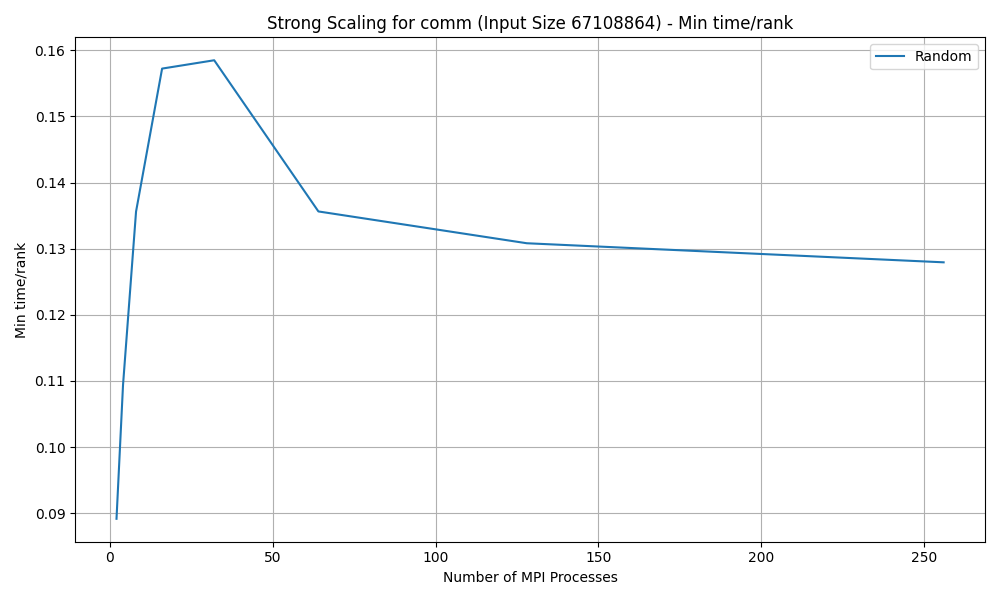 Strong Scaling for comm (Input Size 67108864) - Min time/rank
Random
0.16
0.15
0.14
0.13
0.12
0.11
0.10
0.09
Min time/rank
0 50 100 150 200 250
Number of MPI Processes